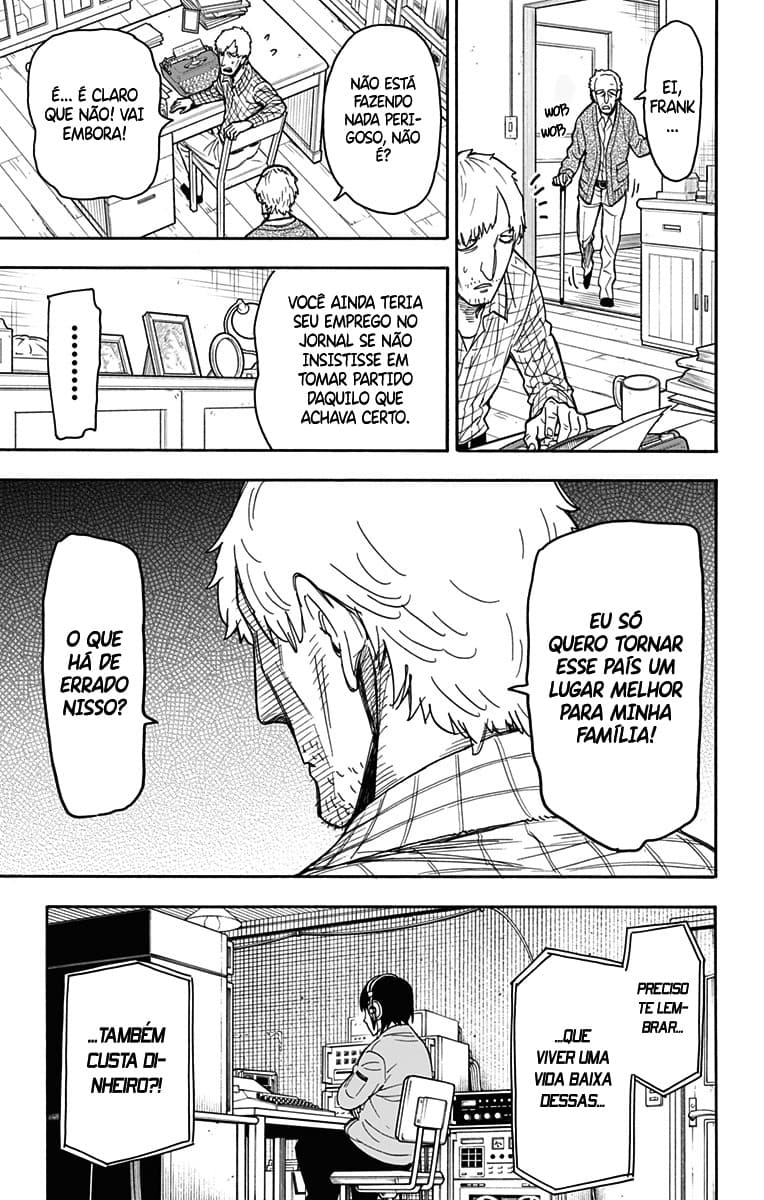 EI,
FRANK
...
WOB
WOB
NÃO ESTÁ
FAZENDO
NADA PERI-
GOSO, NÃO
É?
É... É CLARO
QUE NÃO! VAI
EMBORA!
VOCÊ AINDA TERIA
SEU EMPREGO NO
JORNAL SE NÃO
INSISTISSE EM
TOMAR PARTIDO
DAQUILO QUE
ACHAVA CERTO.
.........
EU SÓ
QUERO TORNAR
ESSE PAÍS UM
LUGAR MELHOR
PARA MINHA
FAMÍLIA!
O QUE
HÁ DE
ERRADO
NISSO?
PRECISO
TE LEM-
BRAR...
...QUE
VIVER UMA
VIDA BAIXA
DESSAS...
...TAMBÉM
CUSTA DI-
NHEIRO?!